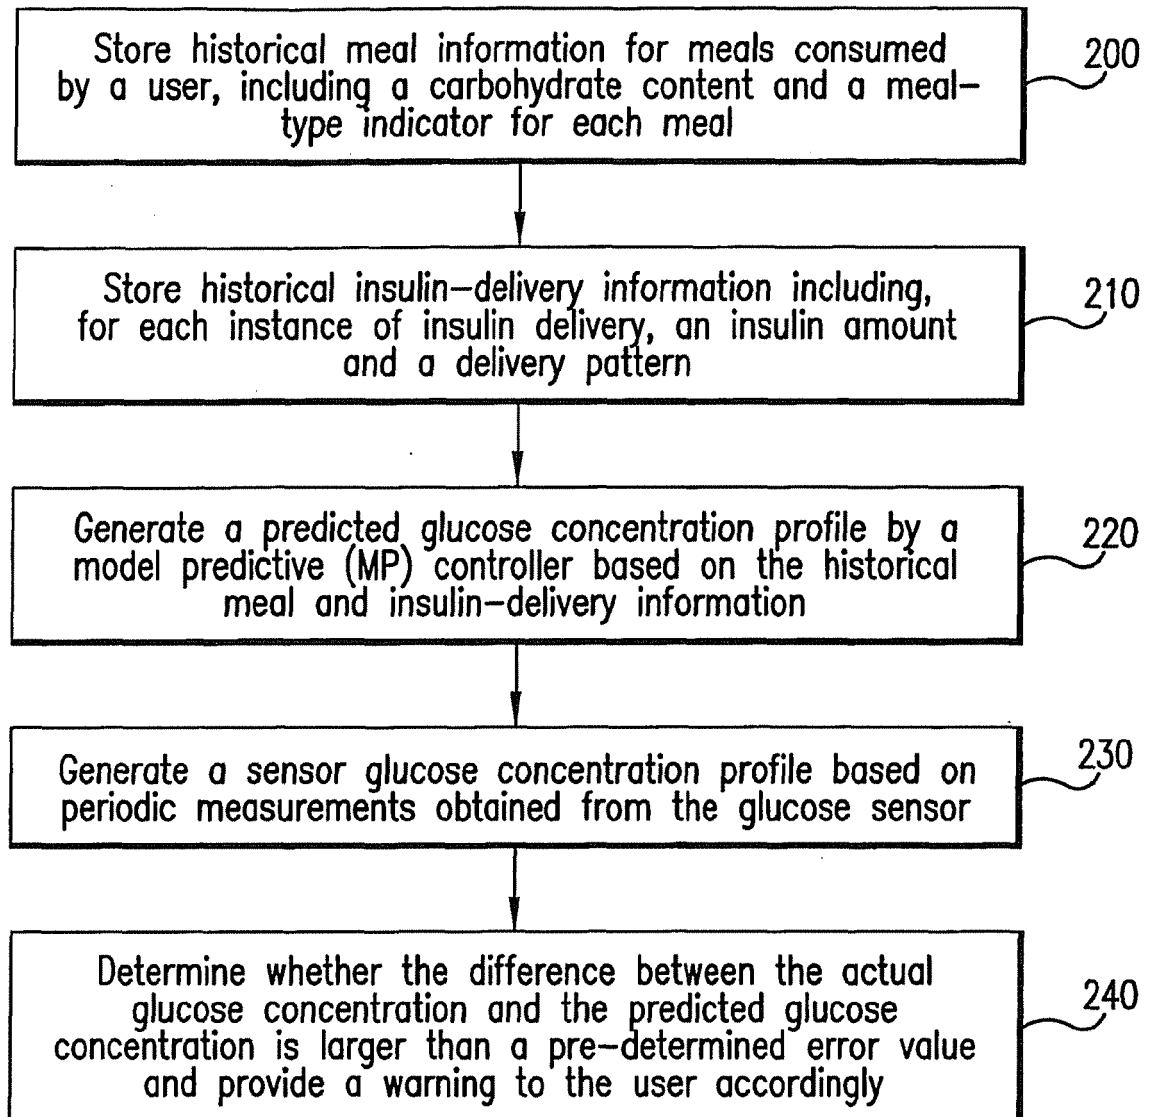 Store historical meal information for meals consumed
by a user, including a carbohydrate content and a meal-
type indicator for each meal
200
Store historical insulin-delivery information including,
for each instance of insulin delivery, an insulin amount
and a delivery pattern
210
Generate a predicted glucose concentration profile by a
model predictive (MP) controller based on the historical
meal and insulin-delivery information
220
Generate a sensor glucose concentration profile based on
periodic measurements obtained from the glucose sensor
230
Determine whether the difference between the actual
glucose concentration and the predicted glucose
concentration is larger than a pre-determined error value
and provide a warning to the user accordingly
240